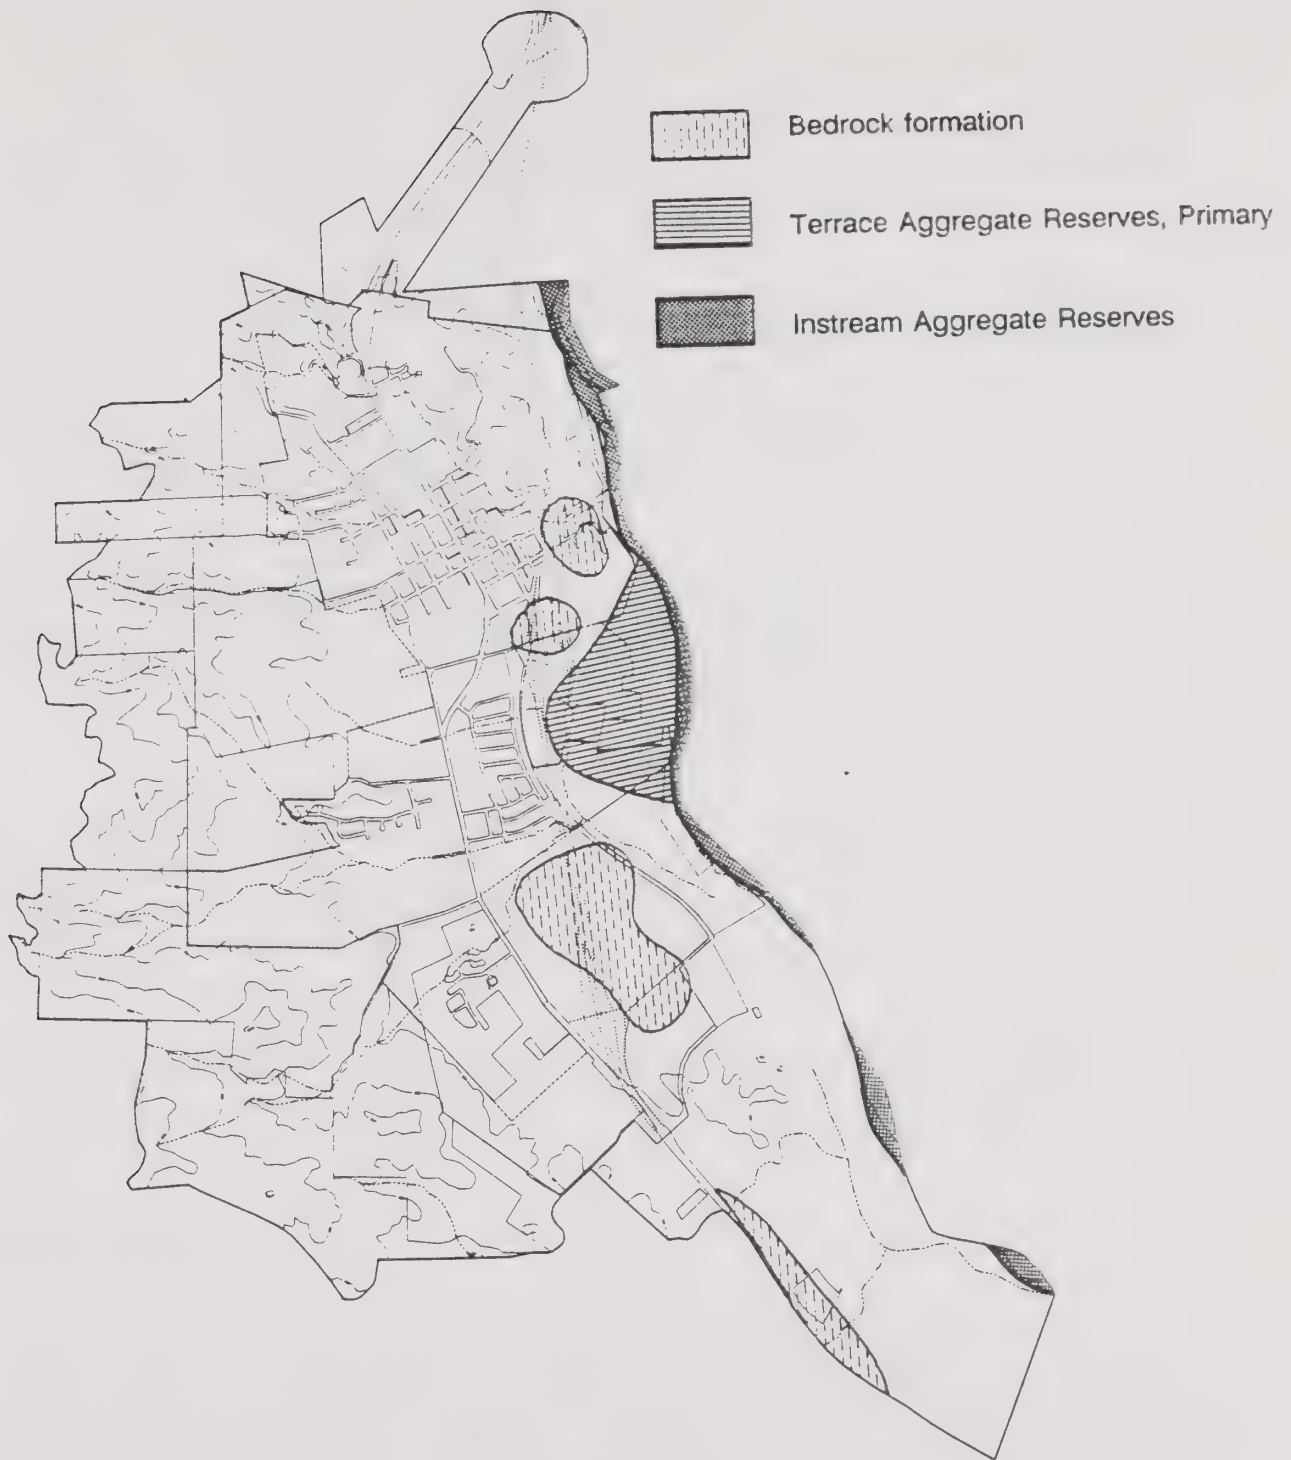 Bedrock formation
Terrace Aggregate Reserves, Primary
Instream Aggregate Reserves